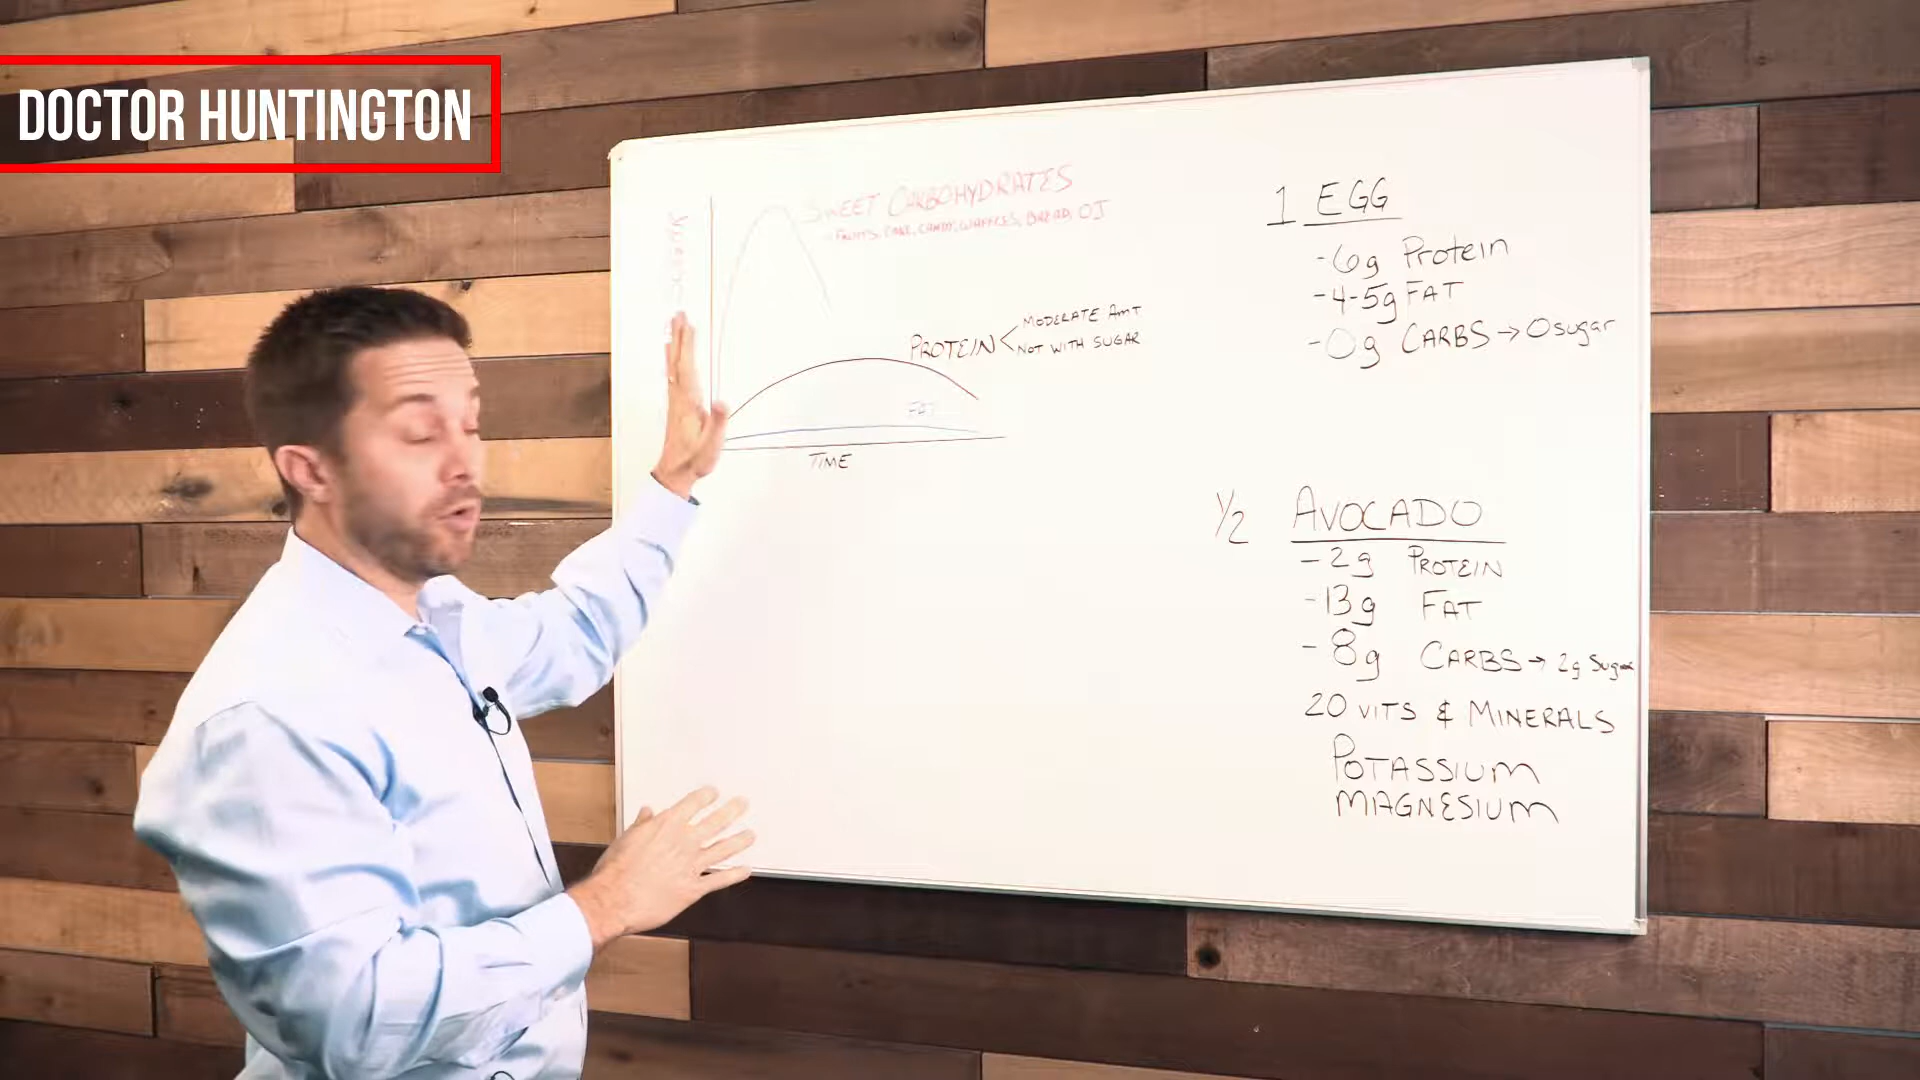 DOCTOR HUNTINGTON
SWEET CARBOHYDRATES
FRUITS, CAKE, CANDY, WAFFLES, BREAD, OJ
PROTEIN
MODERATE AMT
NOT WITH SUGAR
FAT
TIME
1 EGG
-6g Protein
-4-5g FAT
-0g CARBS → 0sugar
1/2 AVOCADO
-2g PROTEIN
-13g FAT
-8g CARBS → 2g Sugar
20 VITS & MINERALS
POTASSIUM
MAGNESIUM